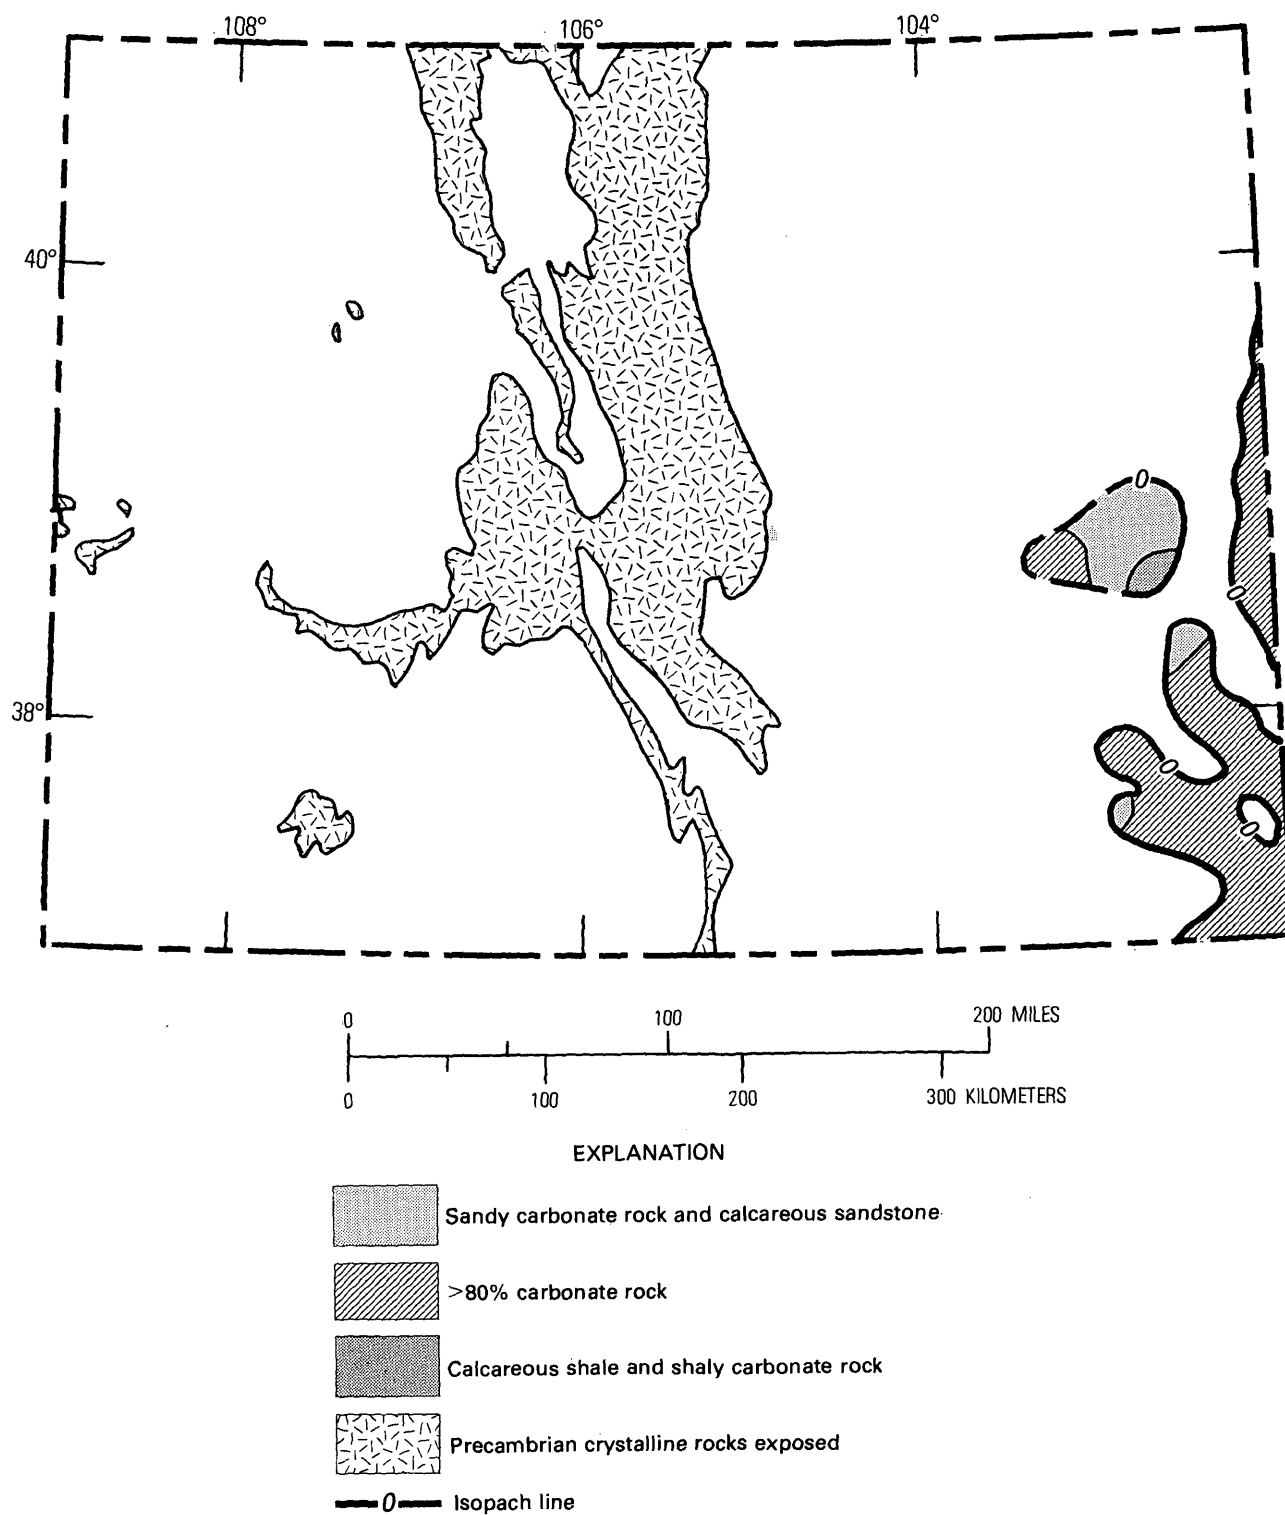 108°
106°
104°
40°
38°
0
0
0
0
0 100 200 MILES
0 100 200 300 KILOMETERS
EXPLANATION
Sandy carbonate rock and calcareous sandstone
>80% carbonate rock
Calcareous shale and shaly carbonate rock
Precambrian crystalline rocks exposed
0 Isopach line